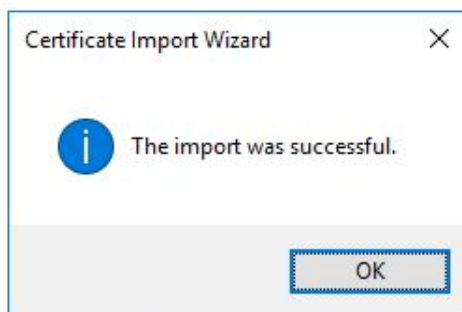 Certificate Import Wizard
The import was successful.
OK